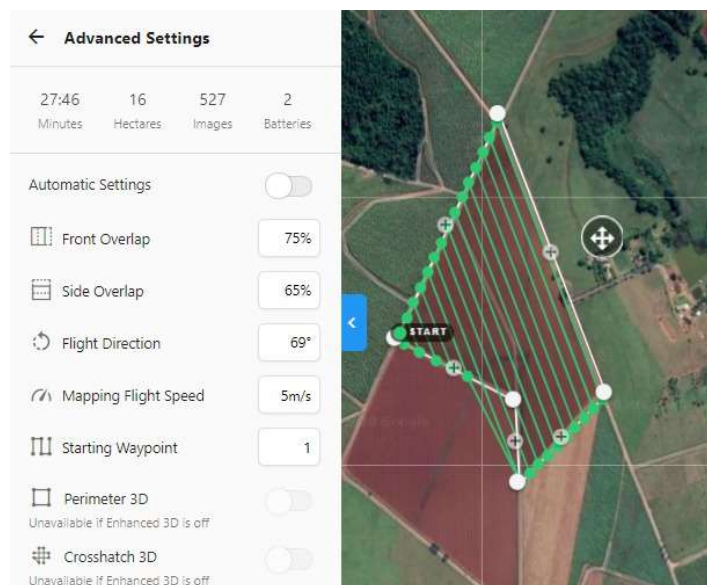 Advanced Settings
27:46 16 527 2
Minutes Hectares Images Batteries
Automatic Settings
Front Overlap 75%
Side Overlap 65%
Flight Direction 69°
Mapping Flight Speed 5m/s
Starting Waypoint 1
Perimeter 3D
Unavailable if Enhanced 3D is off
Crosshatch 3D
Unavailable if Enhanced 3D is off
START